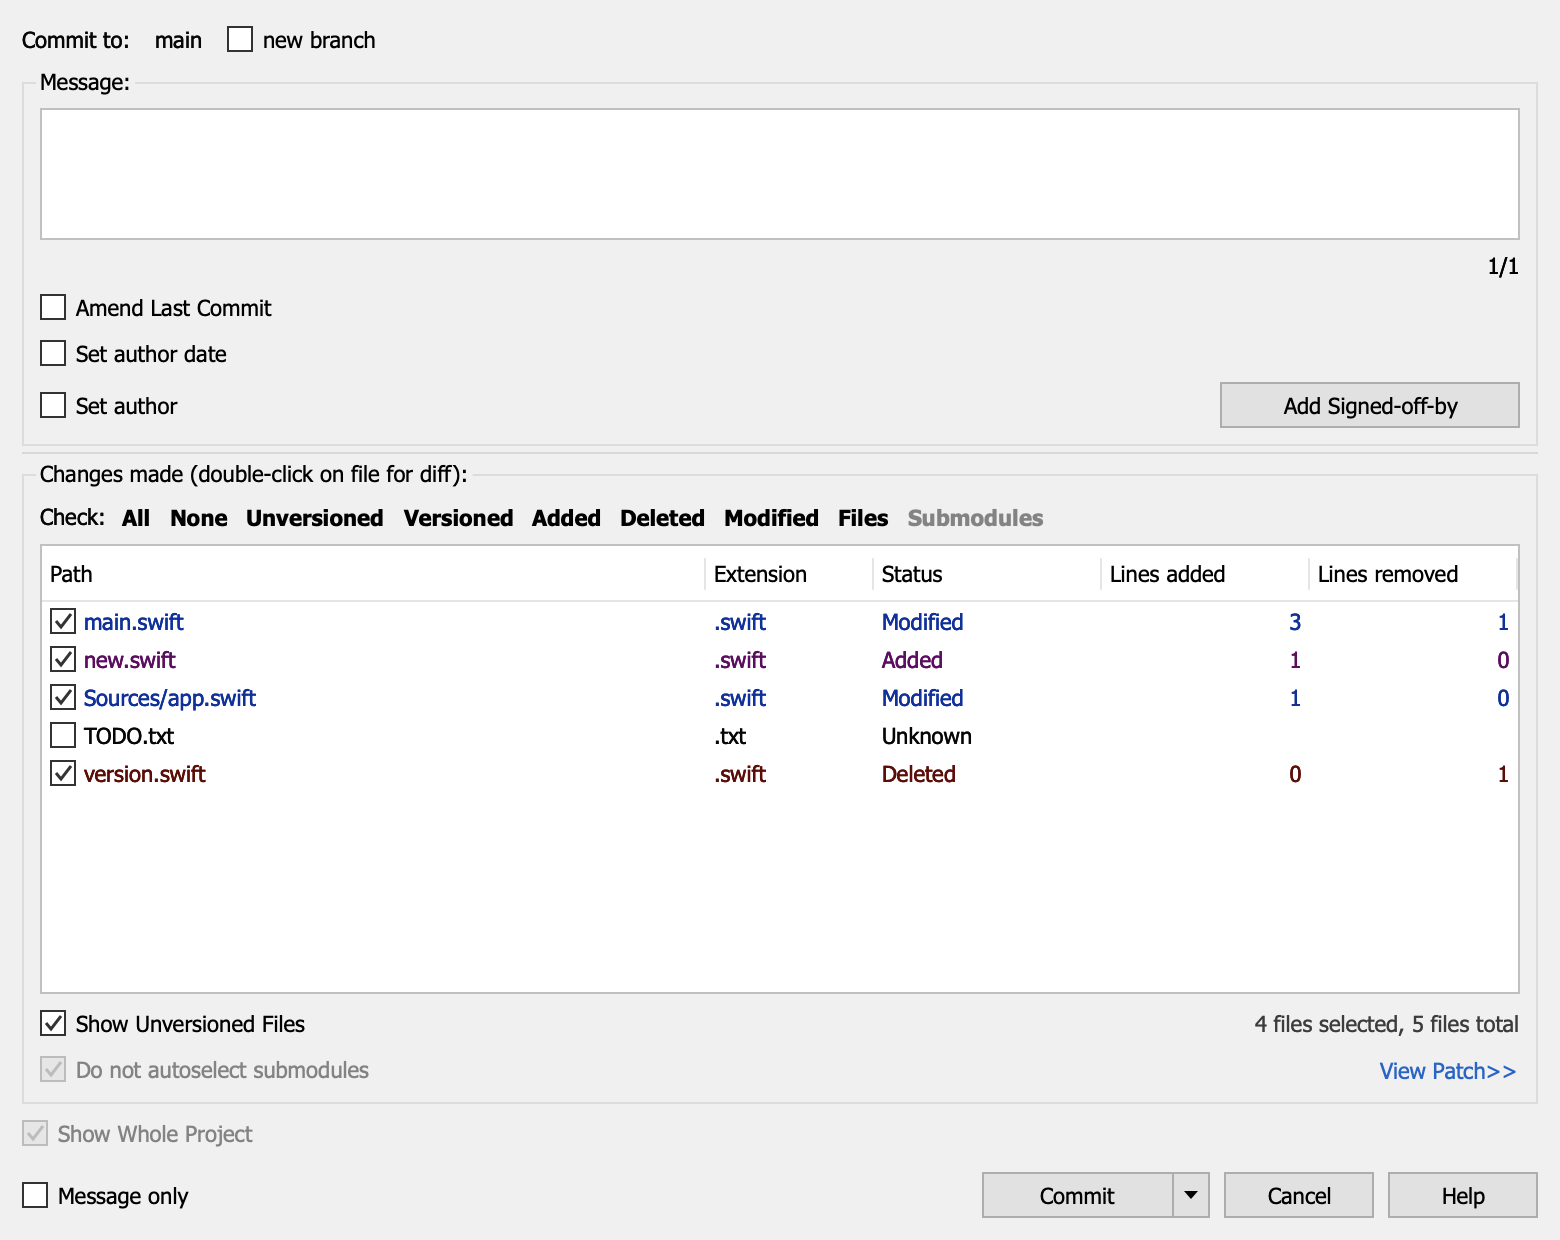 Commit to: main new branch
Message:
1/1
Amend Last Commit
Set author date
Set author Add Signed-off-by
Changes made (double-click on file for diff):
Check: All None Unversioned Versioned Added Deleted Modified Files Submodules
Path Extension Status Lines added Lines removed
main.swift .swift Modified 3 1
new.swift .swift Added 1 0
Sources/app.swift .swift Modified 1 0
TODO.txt .txt Unknown
version.swift .swift Deleted 0 1
Show Unversioned Files 4 files selected, 5 files total
Do not autoselect submodules View Patch>>
Show Whole Project
Message only Commit Cancel Help